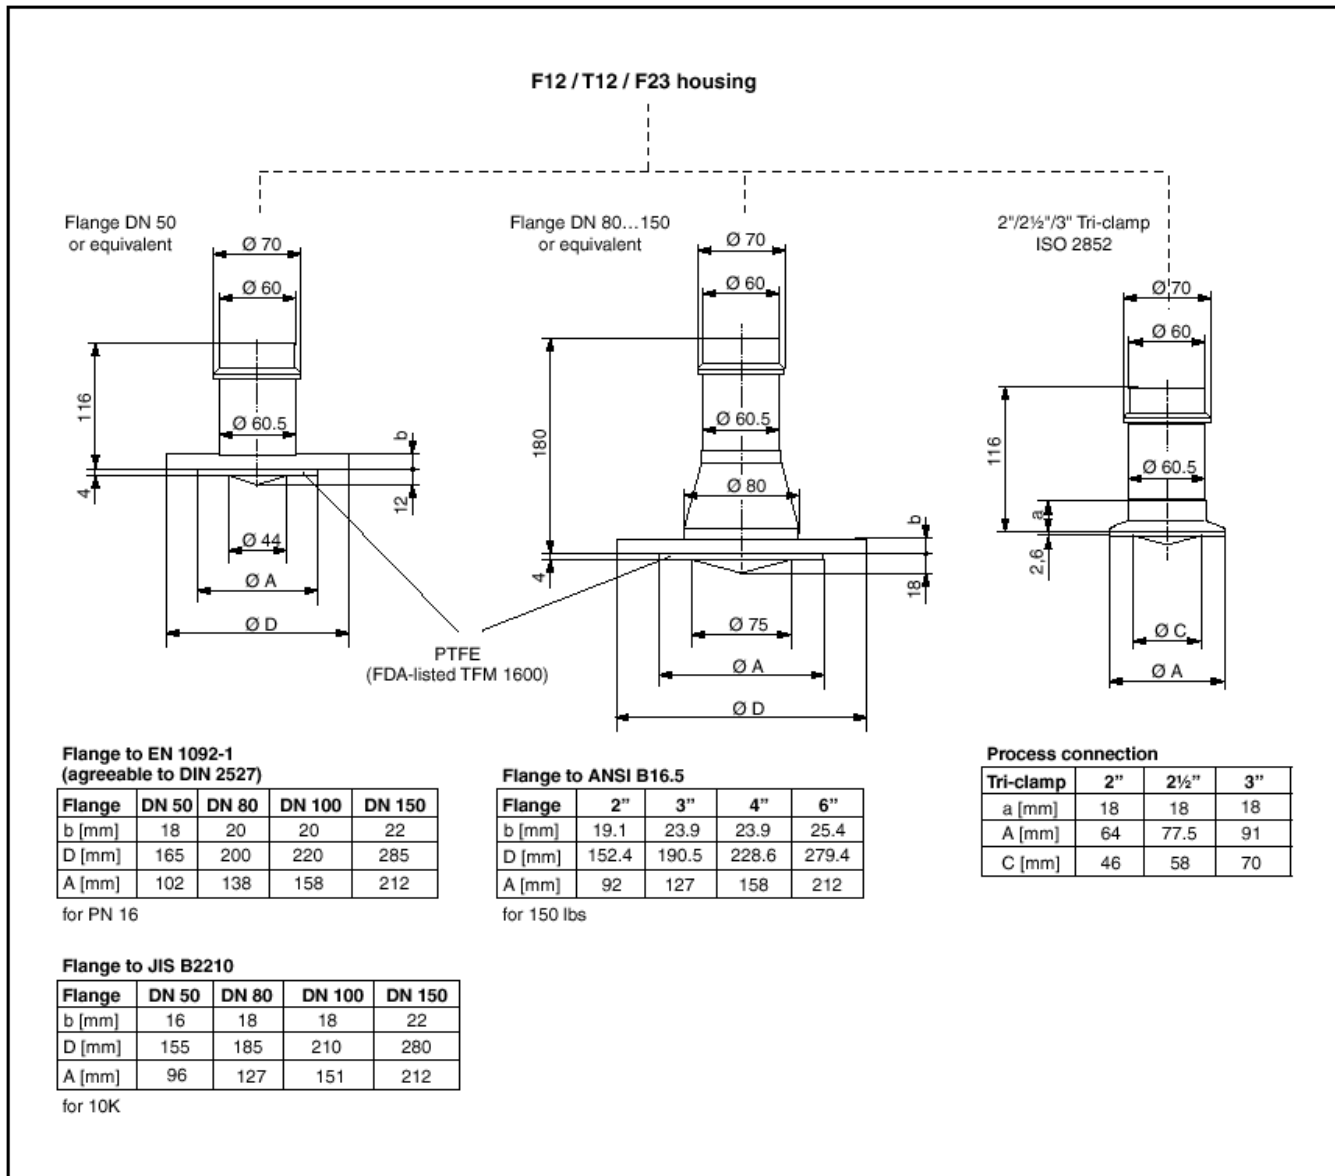 F12 / T12 / F23 housing
Flange DN 50
or equivalent
Ø 70
Ø 60
116
Ø 60.5
b
4
12
Ø 44
Ø A
Ø D
Flange DN 80…150
or equivalent
Ø 70
Ø 60
180
Ø 60.5
Ø 80
b
4
18
Ø 75
Ø A
Ø D
PTFE
(FDA-listed TFM 1600)
2"/2½"/3" Tri-clamp
ISO 2852
Ø 70
Ø 60
116
Ø 60.5
a
2,6
Ø C
Ø A
Flange to EN 1092-1
(agreeable to DIN 2527)
Flange DN 50 DN 80 DN 100 DN 150
b [mm] 18 20 20 22
D [mm] 165 200 220 285
A [mm] 102 138 158 212
for PN 16
Flange to ANSI B16.5
Flange 2” 3” 4” 6”
b [mm] 19.1 23.9 23.9 25.4
D [mm] 152.4 190.5 228.6 279.4
A [mm] 92 127 158 212
for 150 lbs
Process connection
Tri-clamp 2” 2½” 3”
a [mm] 18 18 18
A [mm] 64 77.5 91
C [mm] 46 58 70
Flange to JIS B2210
Flange DN 50 DN 80 DN 100 DN 150
b [mm] 16 18 18 22
D [mm] 155 185 210 280
A [mm] 96 127 151 212
for 10K